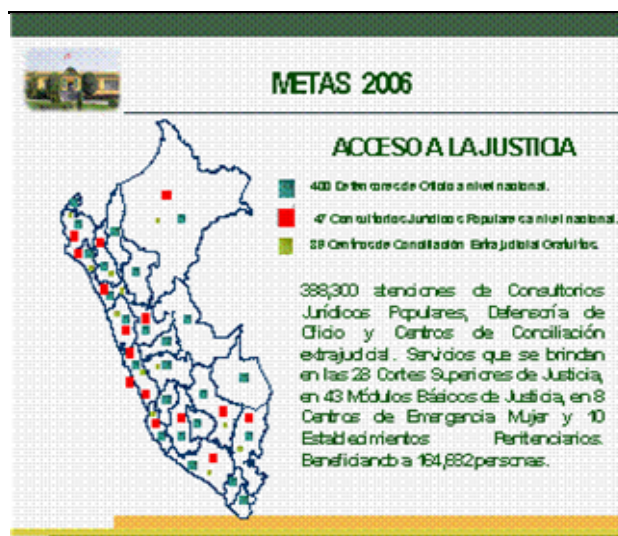 METAS 2006
ACCESO A LA JUSTICIA
400 Defensores de Oficio a nivel nacional.
47 Consultorios Jurídicos Populares a nivel nacional.
Centros de Conciliación Extrajudicial Gratuitos.
388,300 atenciones de Consultorios
Jurídicos Populares, Defensoría de
Oficio y Centros de Conciliación
extrajudicial. Servicios que se brindan
en las 28 Cortes Superiores de Justicia,
en 43 Módulos Básicos de Justicia, en 8
Centros de Emergencia Mujer y 10
Establecimientos Penitenciarios.
Beneficiando a 164,682 personas.